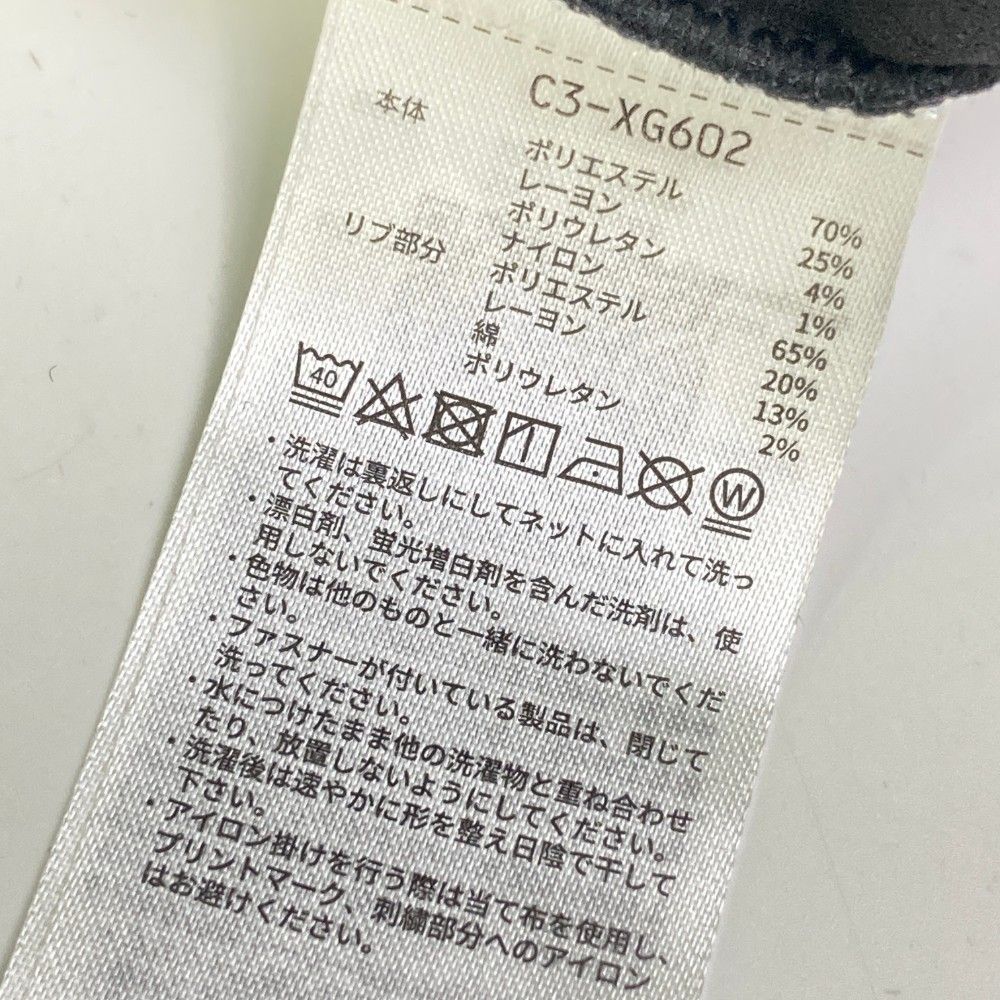 C3-XG602
本体 ポリエステル 70%
レーヨン 25%
ポリウレタン 4%
ナイロン 1%
リブ部分 ポリエステル 65%
レーヨン 20%
綿 13%
ポリウレタン 2%
40 1 W
・洗濯は裏返しにしてネットに入れて洗っ
てください。
・漂白剤、蛍光増白剤を含んだ洗剤は、使
用しないでください。
・色物は他のものと一緒に洗わないでくだ
さい。
・ファスナーが付いている製品は、閉じて
洗ってください。
・水につけたまま他の洗濯物と重ね合わせ
たり、放置しないようにしてください。
・洗濯後は速やかに形を整え日陰で干して
下さい。
・アイロン掛けを行う際は当て布を使用し、
プリントマーク、刺繍部分へのアイロン
はお避けください。